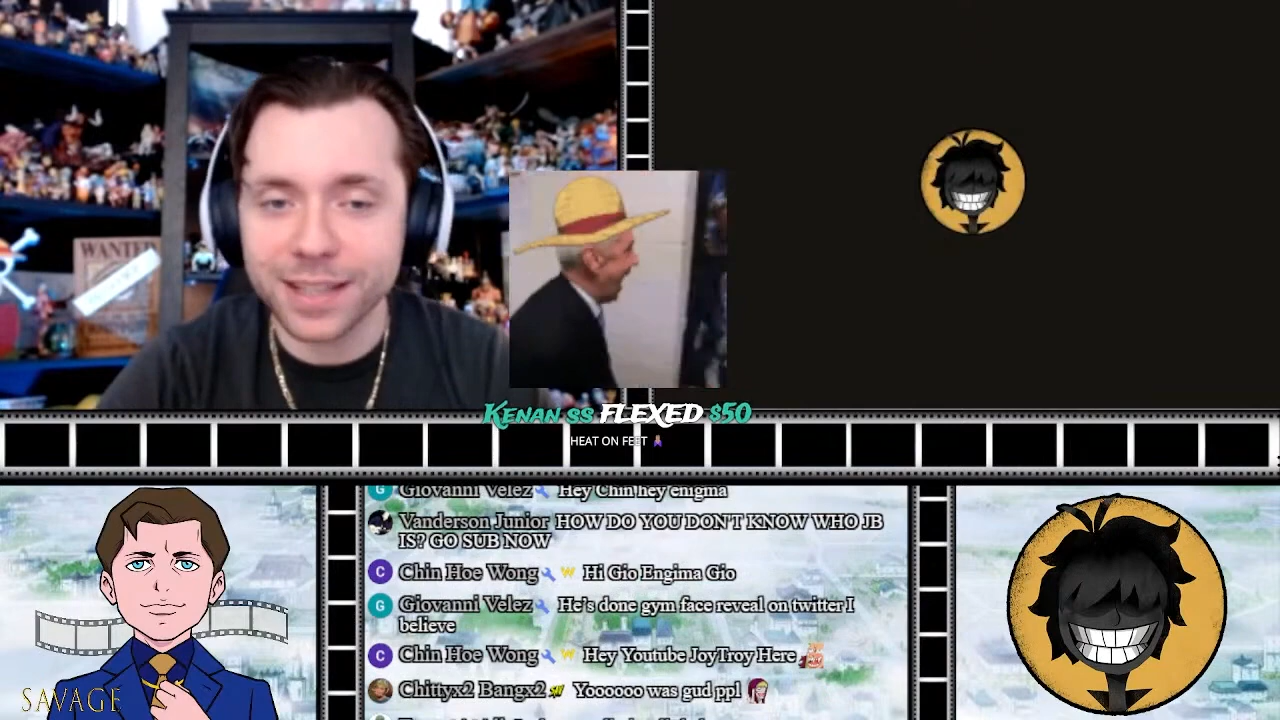 WANTED
KENAN SS FLEXED $50
HEAT ON FEET
Giovanni Velez Hey Chin hey enigma
Vanderson Junior HOW DO YOU DON'T KNOW WHO JB
IS? GO SUB NOW
Chin Hoe Wong Hi Gio Engima Gio
Giovanni Velez He's done gym face reveal on twitter I
believe
Chin Hoe Wong Hey Youtube JoyTroy Here
Chittyx2 Bangx2 Yoooooo was gud ppl
SAVAGE